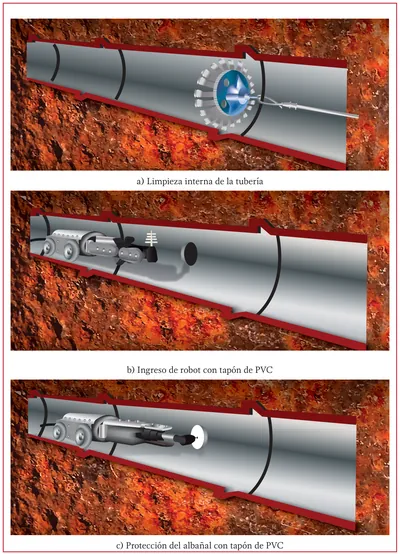 a) Limpieza interna de la tubería
b) Ingreso de robot con tapón de PVC
c) Protección del albañal con tapón de PVC